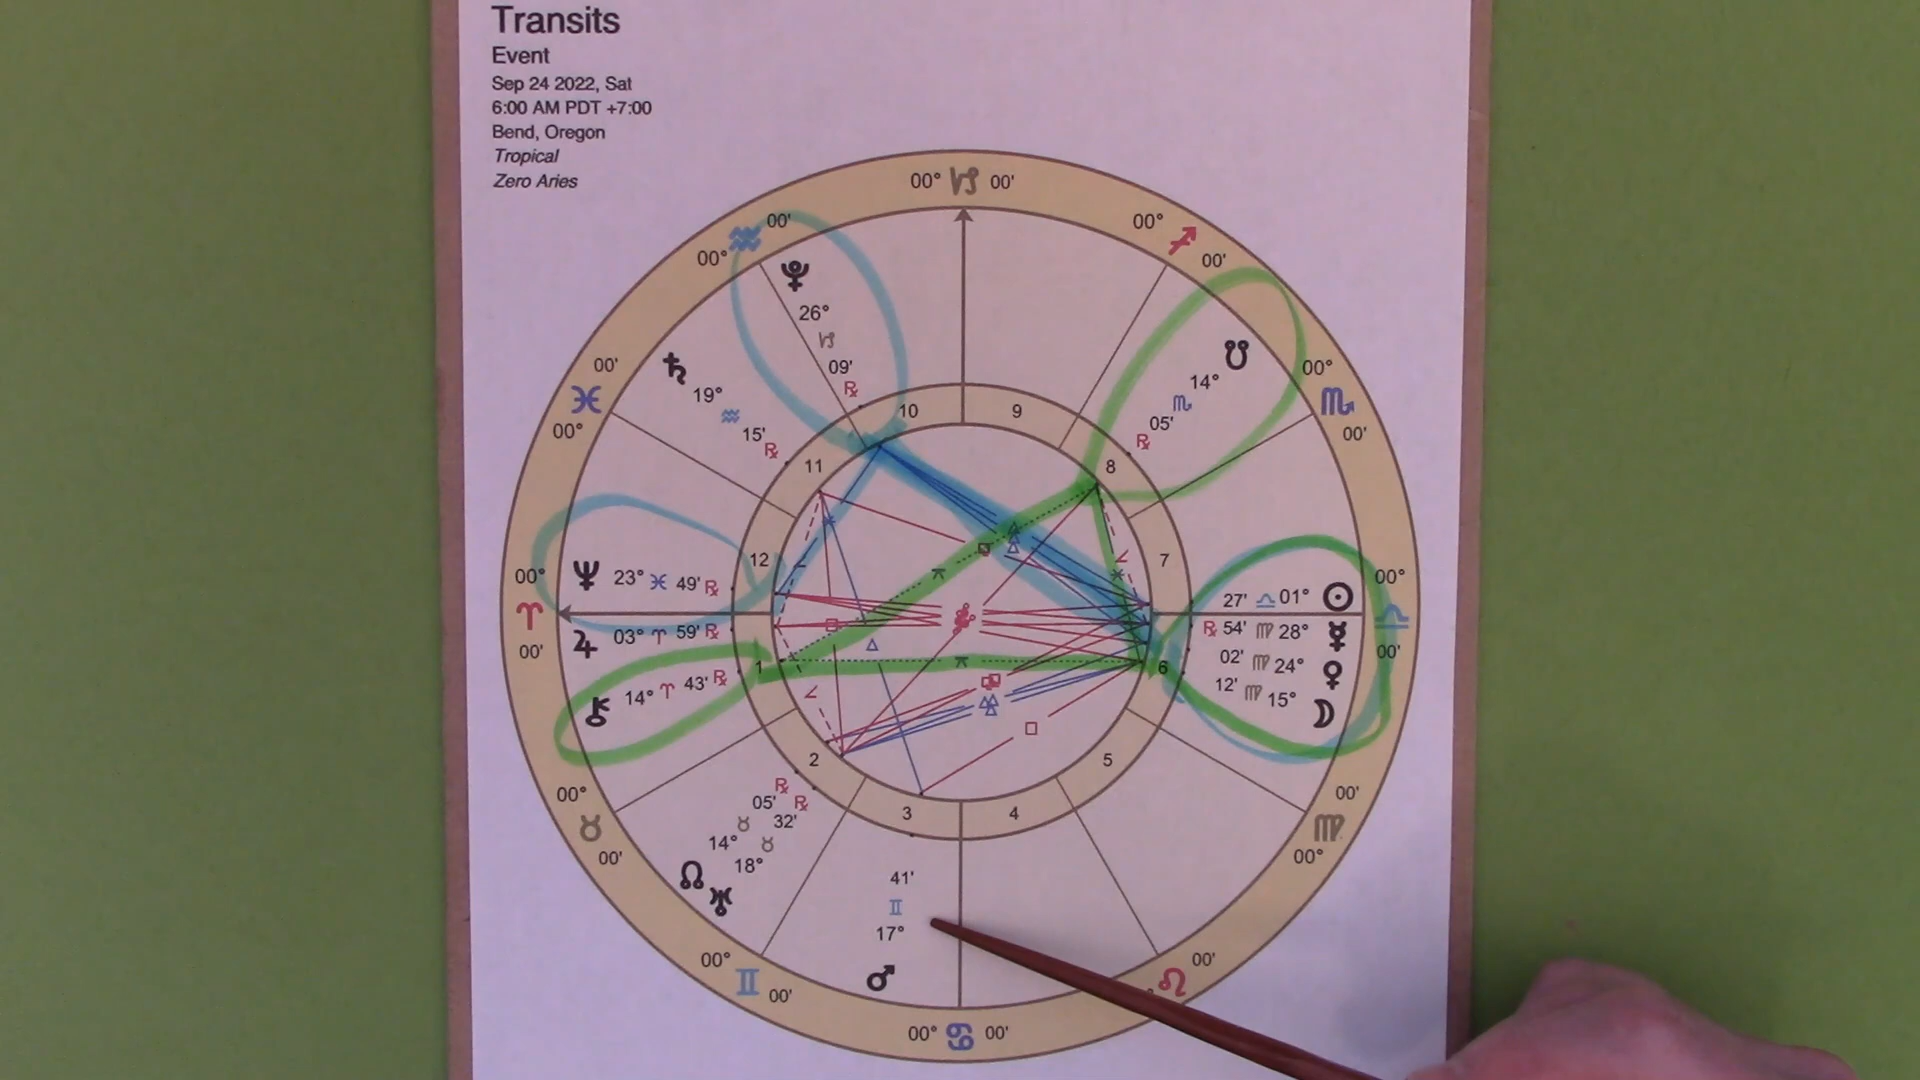 Transits
Event
Sep 24 2022, Sat
6:00 AM PDT +7:00
Bend, Oregon
Tropical
Zero Aries
00° ♑ 00'
00° ♐ 00'
00° ♏ 00'
00° ♎ 00'
00° ♍ 00'
♌ 00'
00° ♋ 00'
00° ♊ 00'
00° ♉ 00'
00° ♈ 00'
00° ♓ 00'
00° ♒ 00'
♇ 26° ♑ 09' ℞
♄ 19° ♒ 15' ℞
♆ 23° ♓ 49' ℞
♃ 03° ♈ 59' ℞
⚷ 14° ♈ 43' ℞
☊ 14° ♉ 05' ℞
♅ 18° ♉ 32' ℞
♂ 17° ♊ 41'
☋ 14° ♏ 05' ℞
27' ♎ 01° ☉
℞ 54' ♍ 28° ☿
02' ♍ 24° ♀
12' ♍ 15° ☽
1
2
3
4
5
6
7
8
9
10
11
12